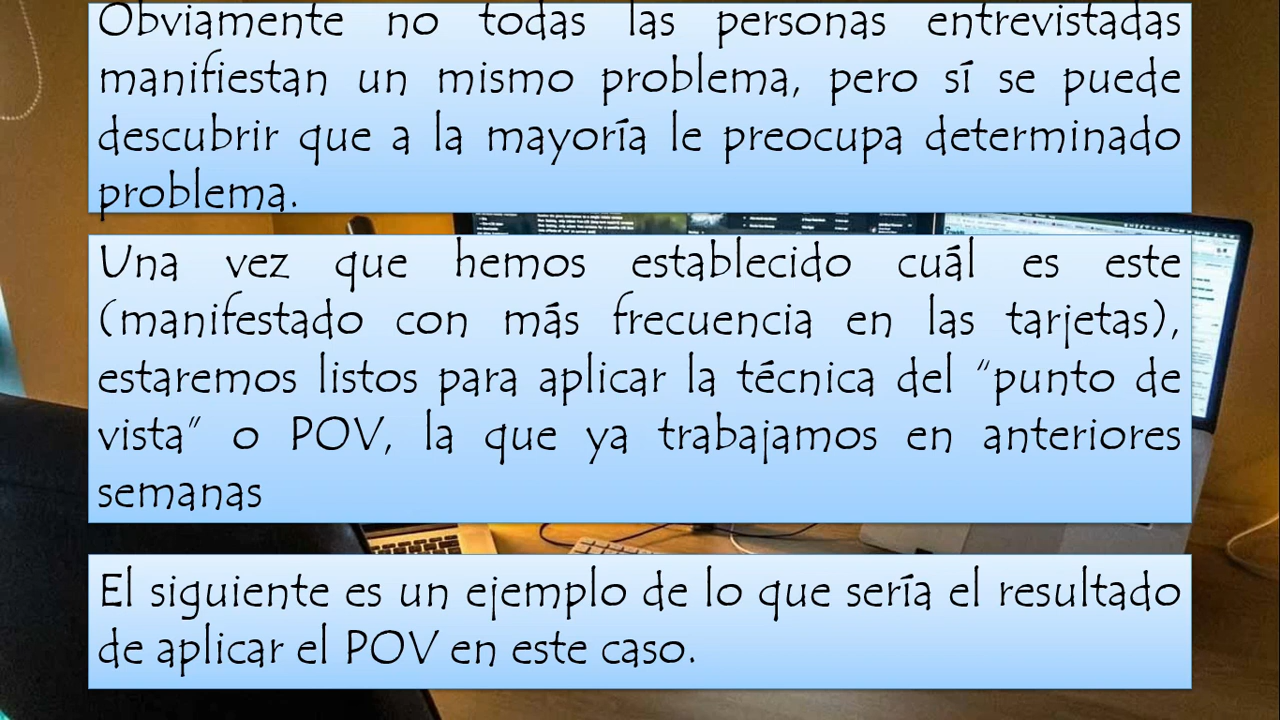 Obviamente no todas las personas entrevistadas
manifiestan un mismo problema, pero sí se puede
descubrir que a la mayoría le preocupa determinado
problema.
Una vez que hemos establecido cuál es este
(manifestado con más frecuencia en las tarjetas),
estaremos listos para aplicar la técnica del “punto de
vista” o POV, la que ya trabajamos en anteriores
semanas
El siguiente es un ejemplo de lo que sería el resultado
de aplicar el POV en este caso.